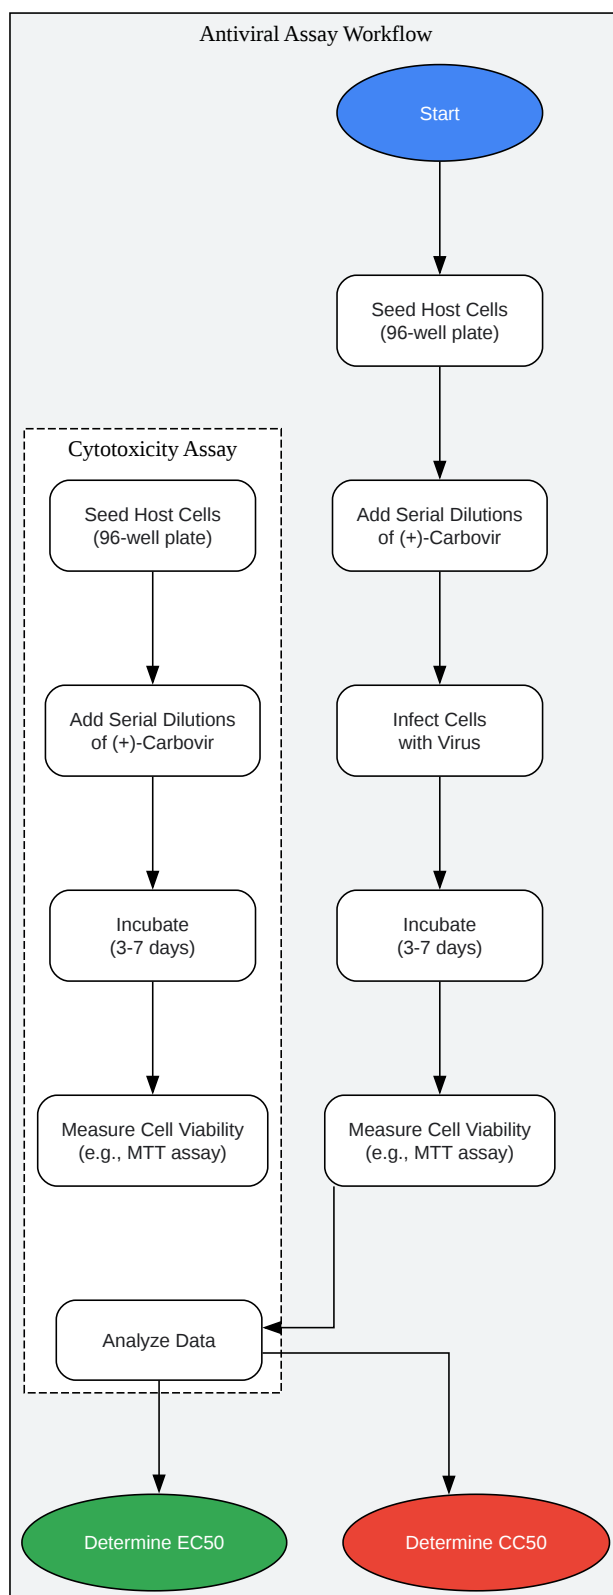 Antiviral Assay Workflow
Start
Seed Host Cells
(96-well plate)
Cytotoxicity Assay
Seed Host Cells
(96-well plate)
Add Serial Dilutions
of (+)-Carbovir
Add Serial Dilutions
of (+)-Carbovir
Infect Cells
with Virus
Incubate
(3-7 days)
Incubate
(3-7 days)
Measure Cell Viability
(e.g., MTT assay)
Measure Cell Viability
(e.g., MTT assay)
Analyze Data
Determine EC50
Determine CC50